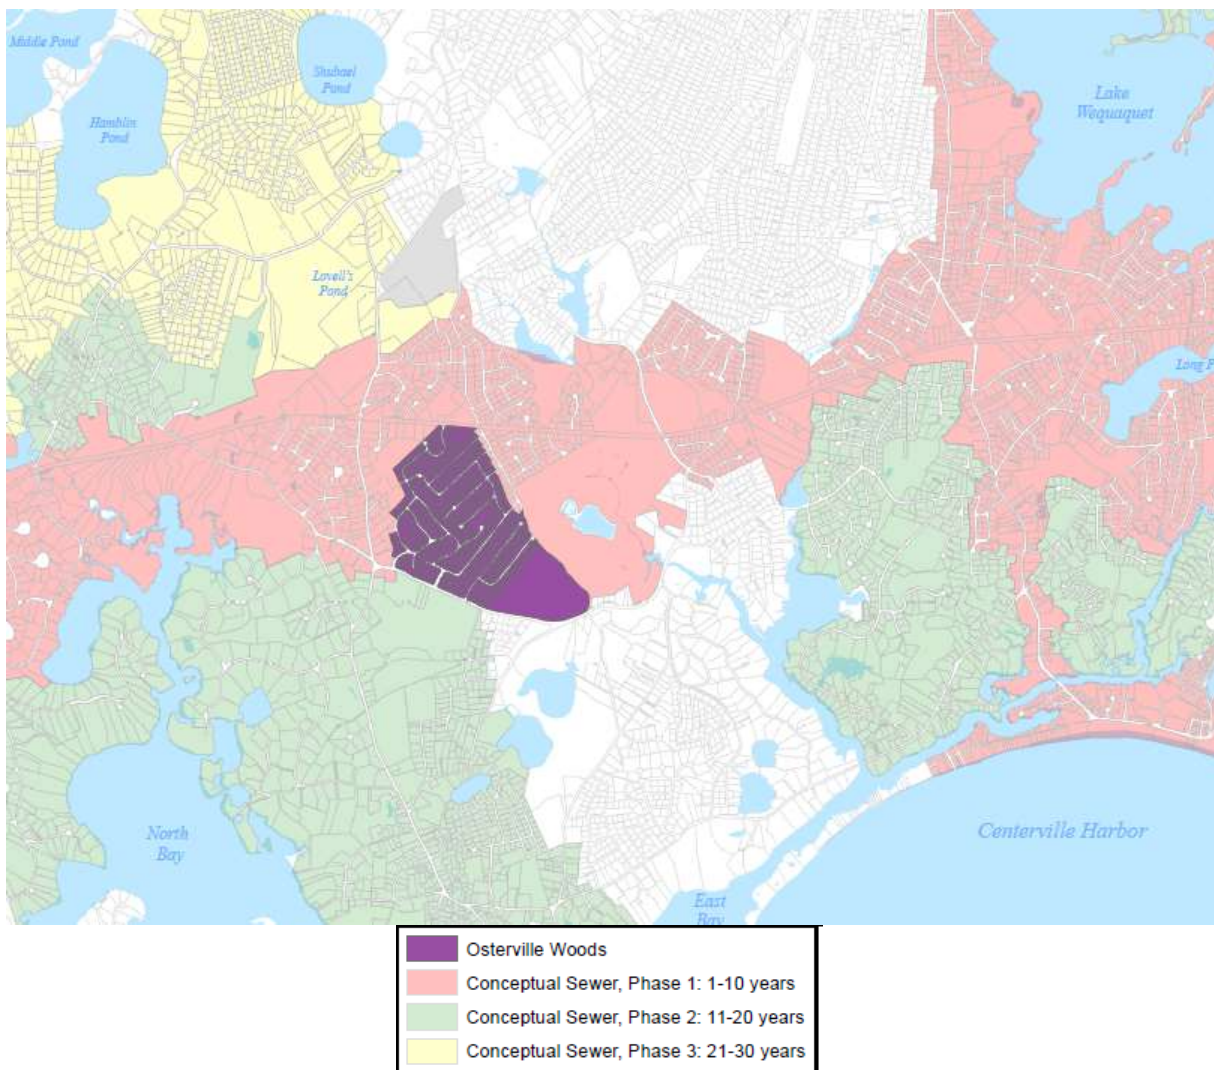 Middle Pond
Shubael
Pond
Lake
Wequaquet
Hamblin
Pond
Lovell's
Pond
Long P
North
Bay
Centerville Harbor
East
Bay
Osterville Woods
Conceptual Sewer, Phase 1: 1-10 years
Conceptual Sewer, Phase 2: 11-20 years
Conceptual Sewer, Phase 3: 21-30 years